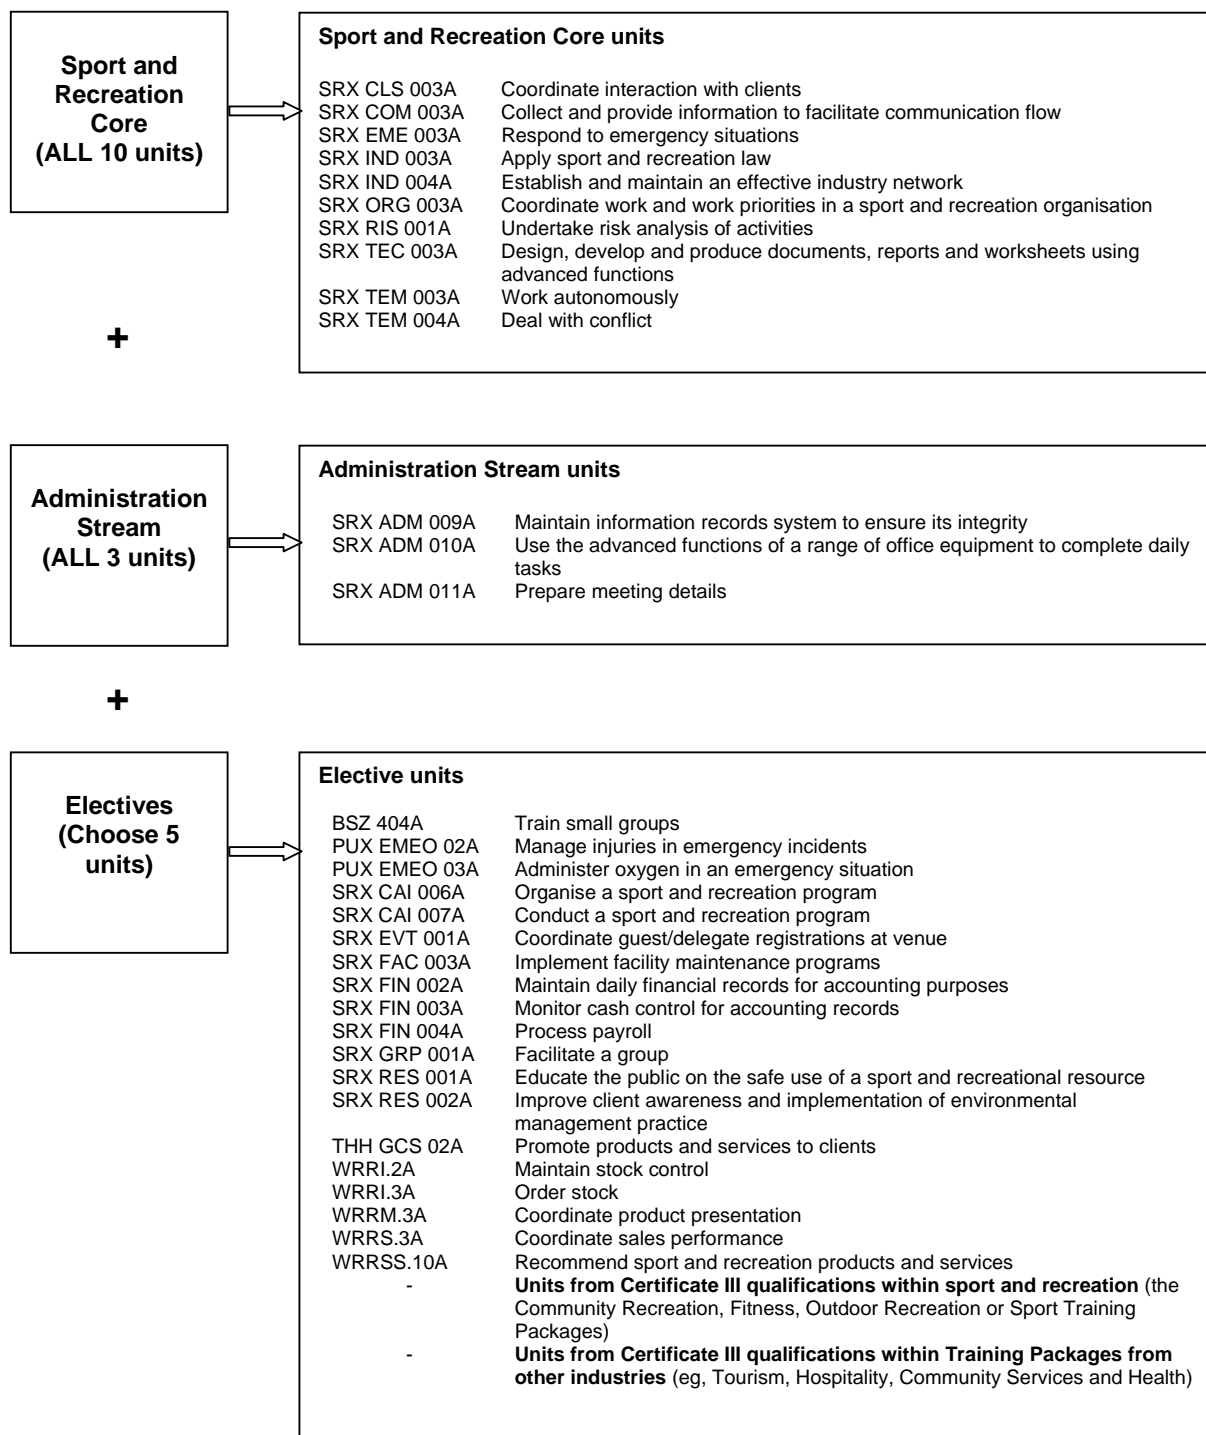 Sport and
Recreation
Core
(ALL 10 units)
Sport and Recreation Core units
SRX CLS 003A Coordinate interaction with clients
SRX COM 003A Collect and provide information to facilitate communication flow
SRX EME 003A Respond to emergency situations
SRX IND 003A Apply sport and recreation law
SRX IND 004A Establish and maintain an effective industry network
SRX ORG 003A Coordinate work and work priorities in a sport and recreation organisation
SRX RIS 001A Undertake risk analysis of activities
SRX TEC 003A Design, develop and produce documents, reports and worksheets using
advanced functions
SRX TEM 003A Work autonomously
SRX TEM 004A Deal with conflict
+
Administration
Stream
(ALL 3 units)
Administration Stream units
SRX ADM 009A Maintain information records system to ensure its integrity
SRX ADM 010A Use the advanced functions of a range of office equipment to complete daily
tasks
SRX ADM 011A Prepare meeting details
+
Electives
(Choose 5
units)
Elective units
BSZ 404A Train small groups
PUX EMEO 02A Manage injuries in emergency incidents
PUX EMEO 03A Administer oxygen in an emergency situation
SRX CAI 006A Organise a sport and recreation program
SRX CAI 007A Conduct a sport and recreation program
SRX EVT 001A Coordinate guest/delegate registrations at venue
SRX FAC 003A Implement facility maintenance programs
SRX FIN 002A Maintain daily financial records for accounting purposes
SRX FIN 003A Monitor cash control for accounting records
SRX FIN 004A Process payroll
SRX GRP 001A Facilitate a group
SRX RES 001A Educate the public on the safe use of a sport and recreational resource
SRX RES 002A Improve client awareness and implementation of environmental
management practice
THH GCS 02A Promote products and services to clients
WRRI.2A Maintain stock control
WRRI.3A Order stock
WRRM.3A Coordinate product presentation
WRRS.3A Coordinate sales performance
WRRSS.10A Recommend sport and recreation products and services
- Units from Certificate III qualifications within sport and recreation (the
Community Recreation, Fitness, Outdoor Recreation or Sport Training
Packages)
- Units from Certificate III qualifications within Training Packages from
other industries (eg, Tourism, Hospitality, Community Services and Health)